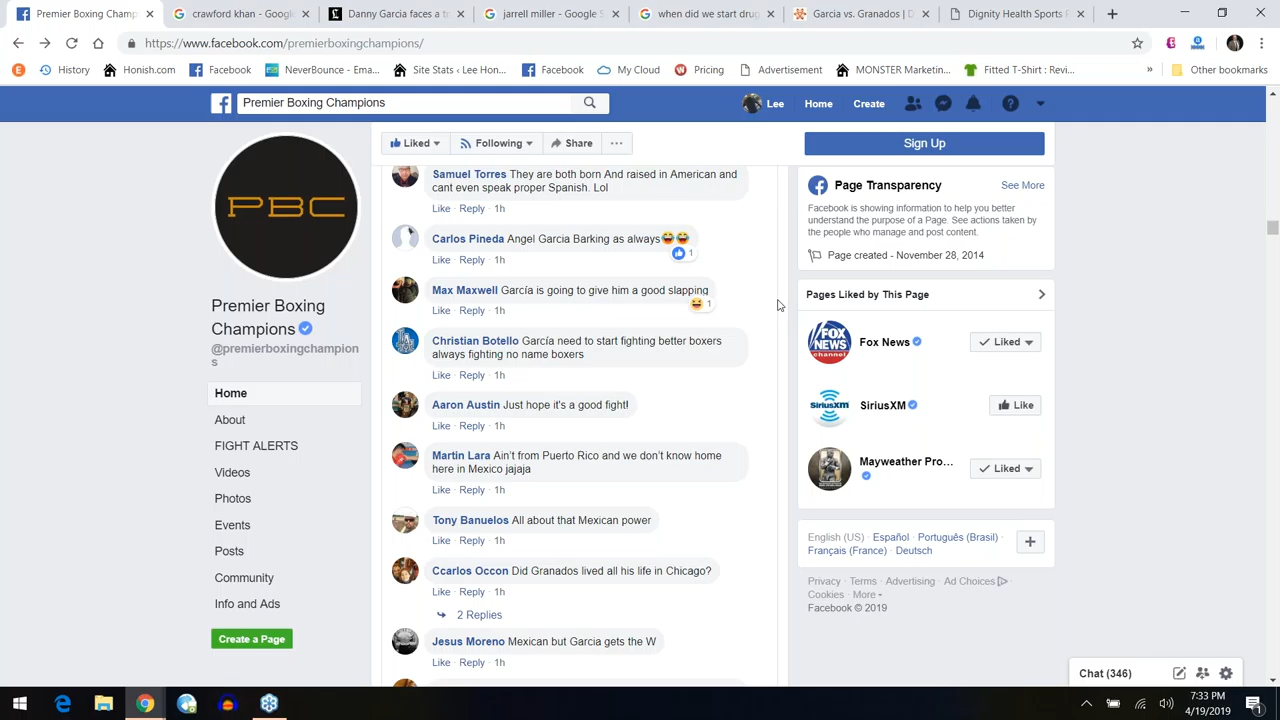 Premier Boxing Champ
crawford khan - Google
Danny Garcia faces a tr
jarrell miller - Google S
when did we start drug
Garcia vs. Granados | D
Dignity Health Sports P
https://www.facebook.com/premierboxingchampions/
History
Honish.com
Facebook
NeverBounce - Ema...
Site Stats ‹ Lee Hon...
Facebook
My Cloud
Pricing
Advertisement
MONSTER Marketin...
Fitted T-Shirt : Revi...
»
Other bookmarks
Premier Boxing Champions
Lee
Home
Create
Liked
Following
Share
...
Sign Up
PBC
Premier Boxing
Champions
@premierboxingchampion
s
Home
About
FIGHT ALERTS
Videos
Photos
Events
Posts
Community
Info and Ads
Create a Page
Samuel Torres They are both born And raised in American and
cant even speak proper Spanish. Lol
Like · Reply · 1h
Carlos Pineda Angel Garcia Barking as always😆😆
1
Like · Reply · 1h
Max Maxwell García is going to give him a good slapping
1
Like · Reply · 1h
Christian Botello García need to start fighting better boxers
always fighting no name boxers
Like · Reply · 1h
Aaron Austin Just hope it's a good fight!
Like · Reply · 1h
Martin Lara Ain't from Puerto Rico and we don't know home
here in Mexico jajaja
Like · Reply · 1h
Tony Banuelos All about that Mexican power
Like · Reply · 1h
Ccarlos Occon Did Granados lived all his life in Chicago?
Like · Reply · 1h
2 Replies
Jesus Moreno Mexican but Garcia gets the W
Like · Reply · 1h
Page Transparency
See More
Facebook is showing information to help you better
understand the purpose of a Page. See actions taken by
the people who manage and post content.
Page created - November 28, 2014
Pages Liked by This Page
FOX
NEWS
channel
Fox News
Liked
SiriusXM
SiriusXM
Like
Mayweather Pro...
Liked
English (US) · Español · Português (Brasil) ·
Français (France) · Deutsch
Privacy · Terms · Advertising · Ad Choices ·
Cookies · More
Facebook © 2019
Chat (346)
7:33 PM
4/19/2019